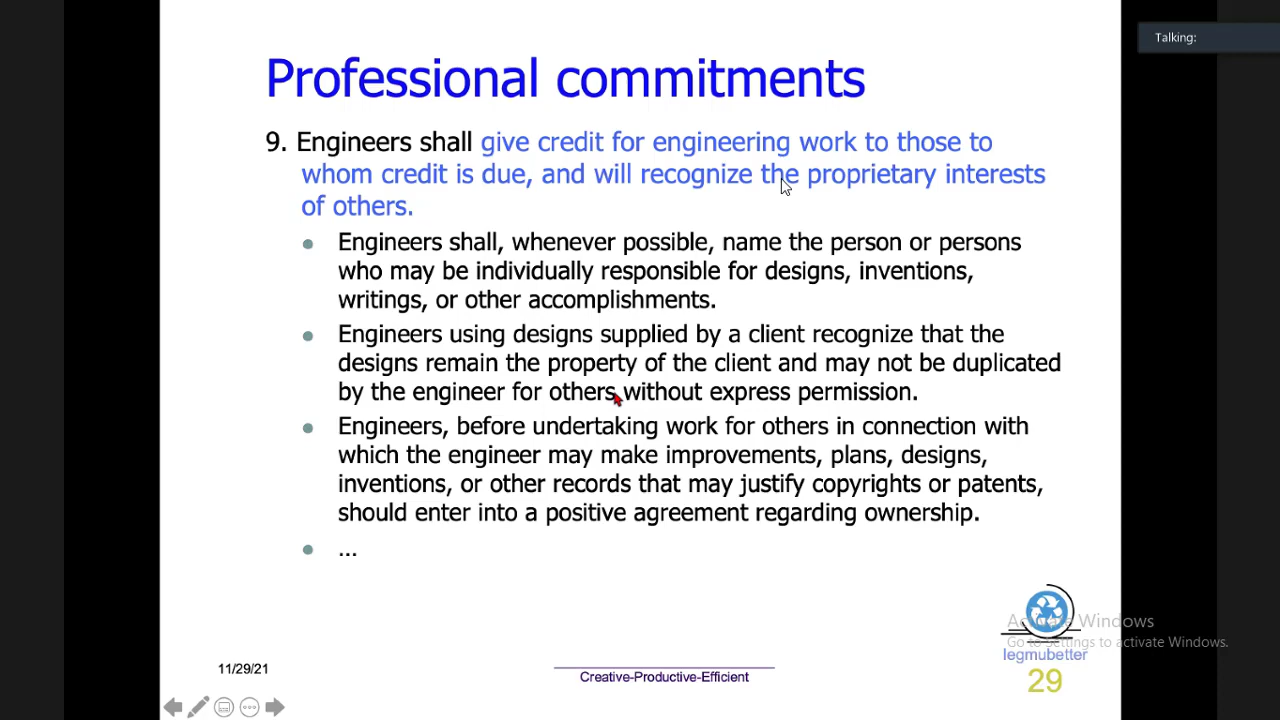 Talking:
Professional commitments
9. Engineers shall give credit for engineering work to those to
whom credit is due, and will recognize the proprietary interests
of others.
● Engineers shall, whenever possible, name the person or persons
who may be individually responsible for designs, inventions,
writings, or other accomplishments.
● Engineers using designs supplied by a client recognize that the
designs remain the property of the client and may not be duplicated
by the engineer for others without express permission.
● Engineers, before undertaking work for others in connection with
which the engineer may make improvements, plans, designs,
inventions, or other records that may justify copyrights or patents,
should enter into a positive agreement regarding ownership.
● ...
Activate Windows
Go to Settings to activate Windows.
legmubetter
11/29/21
Creative-Productive-Efficient
29